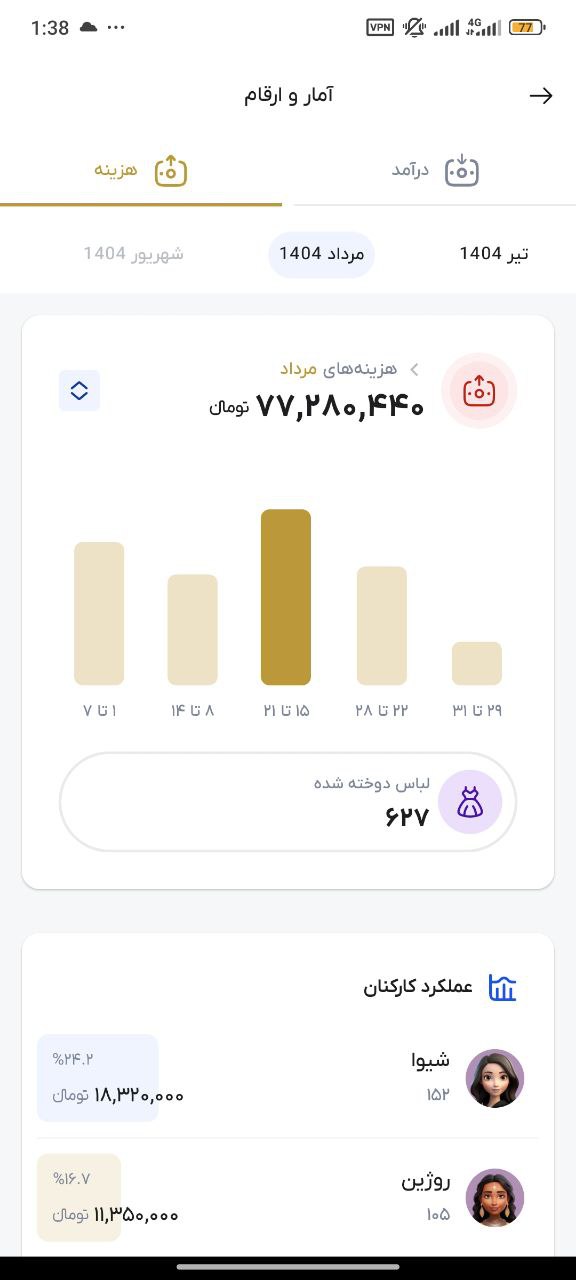 1:38
VPN
4G
77
آمار و ارقام
درآمد
هزینه
تیر 1404
مرداد 1404
شهریور 1404
هزینه‌های مرداد
۷۷,۲۸۰,۴۴۰ تومان
۱ تا ۷
۸ تا ۱۴
۱۵ تا ۲۱
۲۲ تا ۲۸
۲۹ تا ۳۱
لباس دوخته شده
۶۲۷
عملکرد کارکنان
شیوا
۱۵۲
%۲۴.۲
۱۸,۳۲۰,۰۰۰ تومان
روژین
۱۰۵
%۱۶.۷
۱۱,۳۵۰,۰۰۰ تومان